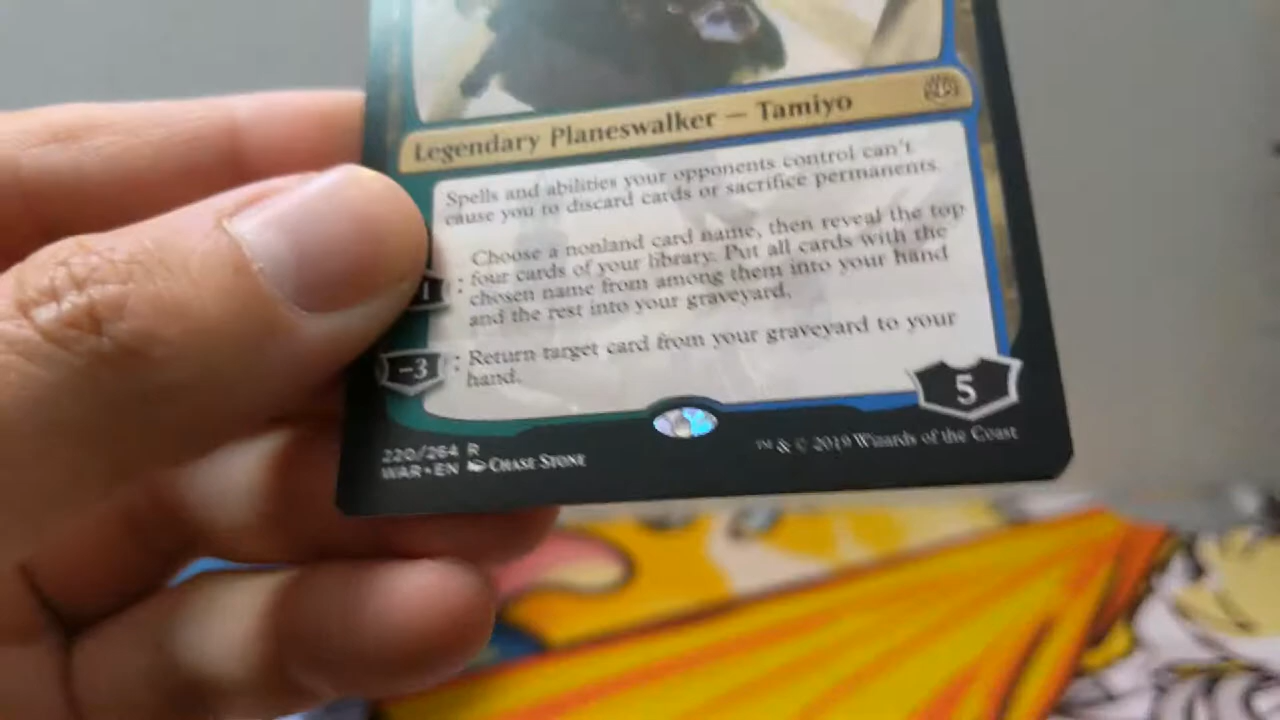 Legendary Planeswalker — Tamiyo
Spells and abilities your opponents control can't
cause you to discard cards or sacrifice permanents.
Choose a nonland card name, then reveal the top
1 : four cards of your library. Put all cards with the
chosen name from among them into your hand
and the rest into your graveyard.
−3 : Return target card from your graveyard to your
hand.
5
220/264 R
WAR • EN CHASE STONE
™ & © 2019 Wizards of the Coast